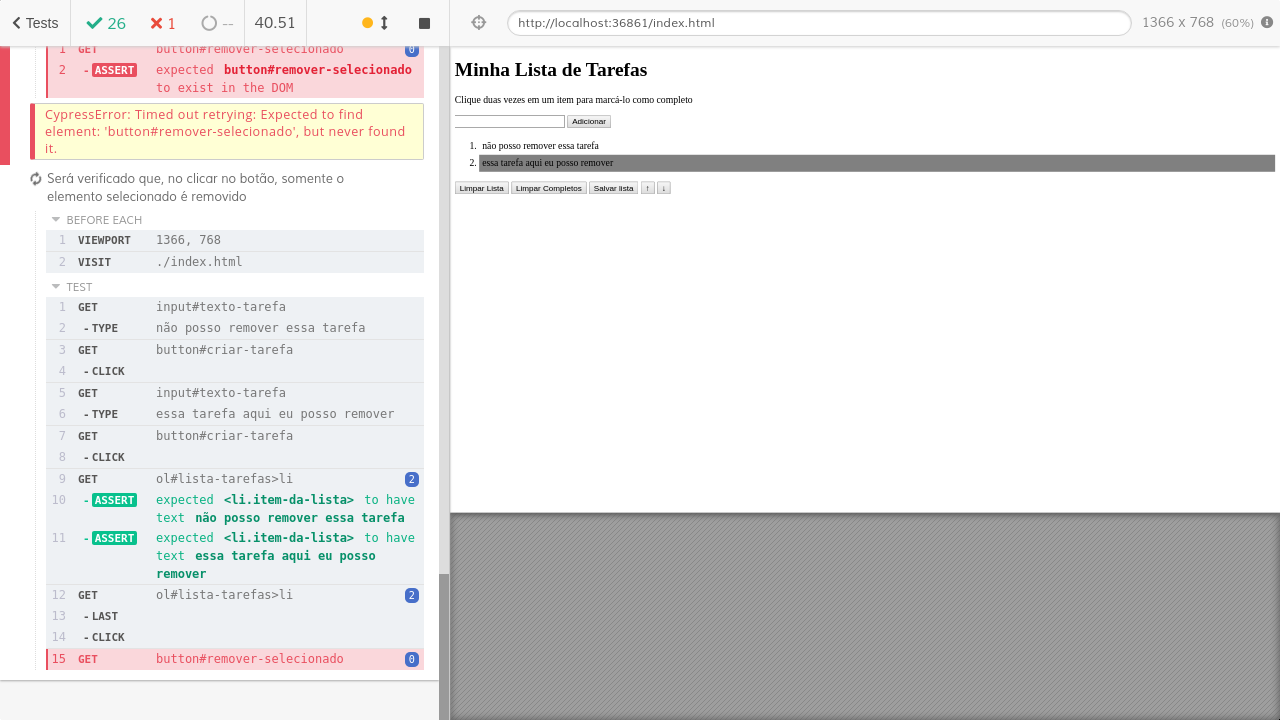 Tests
26
1
--
40.51
http://localhost:36861/index.html
1366 x 768 (60%)
1 GET button#remover-selecionado 0
2 - ASSERT expected button#remover-selecionado
to exist in the DOM
CypressError: Timed out retrying: Expected to find
element: 'button#remover-selecionado', but never found
it.
Será verificado que, no clicar no botão, somente o
elemento selecionado é removido
BEFORE EACH
1 VIEWPORT 1366, 768
2 VISIT ./index.html
TEST
1 GET input#texto-tarefa
2 - TYPE não posso remover essa tarefa
3 GET button#criar-tarefa
4 - CLICK
5 GET input#texto-tarefa
6 - TYPE essa tarefa aqui eu posso remover
7 GET button#criar-tarefa
8 - CLICK
9 GET ol#lista-tarefas>li 2
10 - ASSERT expected <li.item-da-lista> to have
text não posso remover essa tarefa
11 - ASSERT expected <li.item-da-lista> to have
text essa tarefa aqui eu posso
remover
12 GET ol#lista-tarefas>li 2
13 - LAST
14 - CLICK
15 GET button#remover-selecionado 0
Minha Lista de Tarefas
Clique duas vezes em um item para marcá-lo como completo
Adicionar
1. não posso remover essa tarefa
2. essa tarefa aqui eu posso remover
Limpar Lista Limpar Completos Salvar lista ↑ ↓